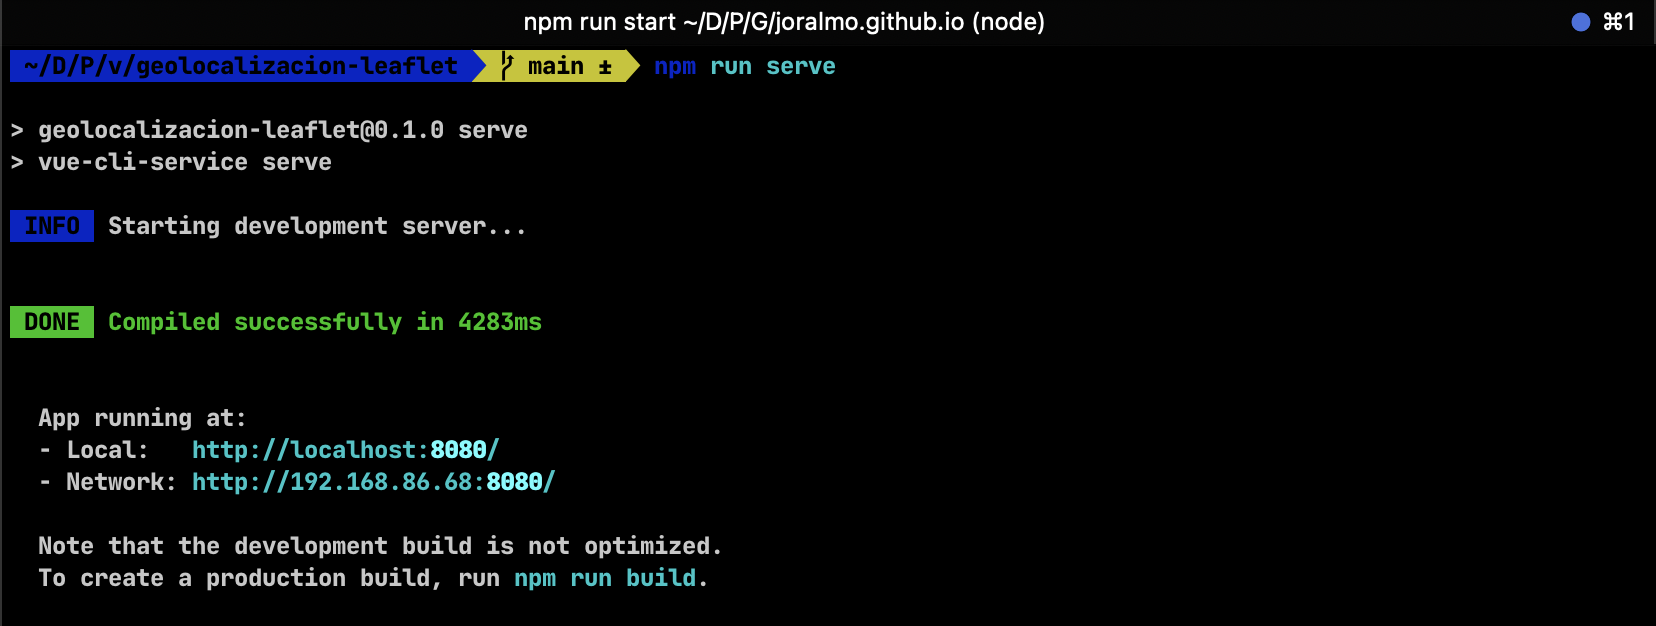 npm run start ~/D/P/G/joralmo.github.io (node) ⌘1
~/D/P/v/geolocalizacion-leaflet main ± npm run serve
> geolocalizacion-leaflet@0.1.0 serve
> vue-cli-service serve
INFO Starting development server...
DONE Compiled successfully in 4283ms
App running at:
- Local: http://localhost:8080/
- Network: http://192.168.86.68:8080/
Note that the development build is not optimized.
To create a production build, run npm run build.